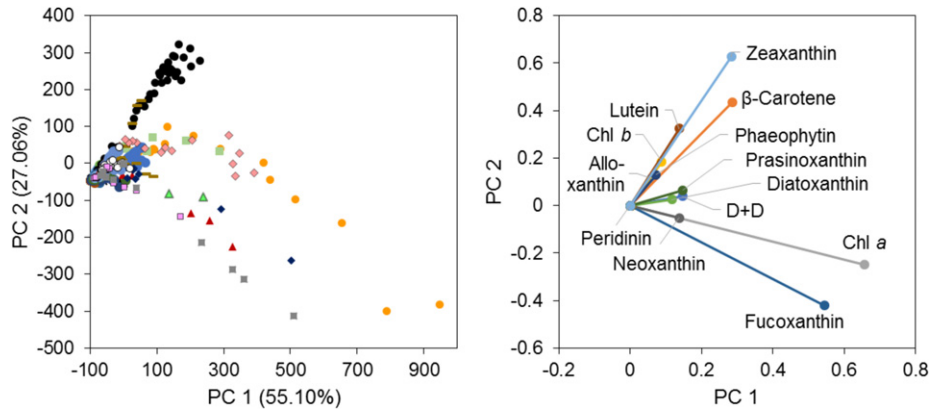 400
300
200
100
0
-100
-200
-300
-400
-500
PC 2 (27.06%)
-100 100 300 500 700 900
PC 1 (55.10%)
0.8
0.6
0.4
0.2
0
-0.2
-0.4
-0.6
PC 2
-0.2 0 0.2 0.4 0.6 0.8
PC 1
Zeaxanthin
β-Carotene
Lutein
Chl b
Phaeophytin
Allo-
xanthin
Prasinoxanthin
Diatoxanthin
D+D
Peridinin
Neoxanthin
Chl a
Fucoxanthin